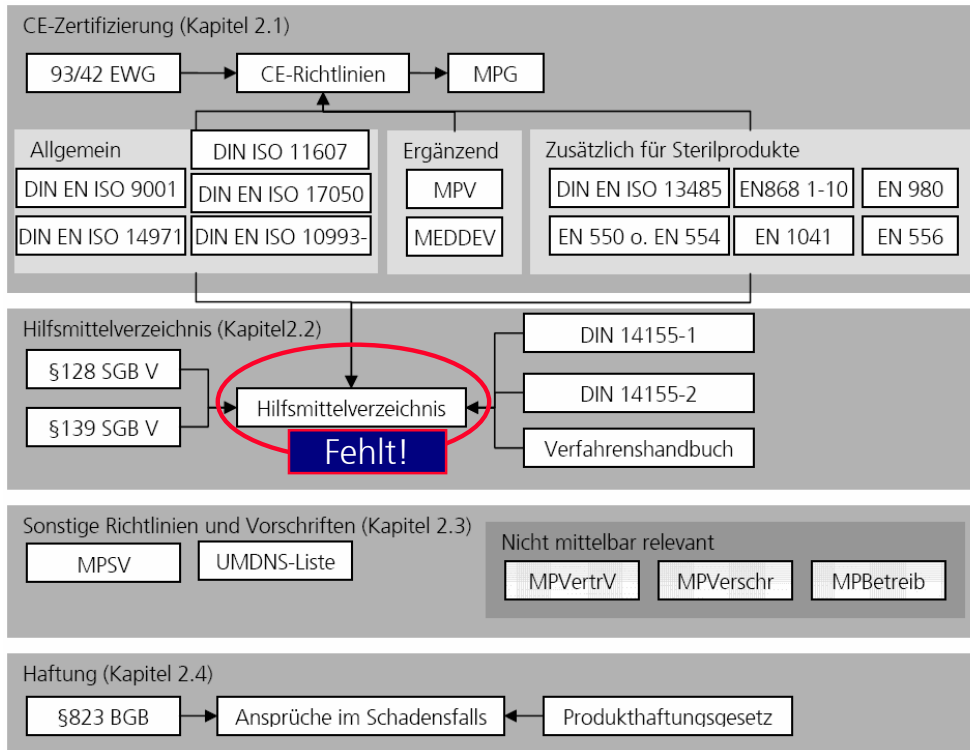 CE-Zertifizierung (Kapitel 2.1)
93/42 EWG
CE-Richtlinien
MPG
Allgemein
DIN ISO 11607
DIN EN ISO 9001
DIN EN ISO 17050
DIN EN ISO 14971
DIN EN ISO 10993-
Ergänzend
MPV
MEDDEV
Zusätzlich für Sterilprodukte
DIN EN ISO 13485
EN868 1-10
EN 980
EN 550 o. EN 554
EN 1041
EN 556
Hilfsmittelverzeichnis (Kapitel2.2)
§128 SGB V
§139 SGB V
Hilfsmittelverzeichnis
Fehlt!
DIN 14155-1
DIN 14155-2
Verfahrenshandbuch
Sonstige Richtlinien und Vorschriften (Kapitel 2.3)
MPSV
UMDNS-Liste
Nicht mittelbar relevant
MPVertrV
MPVerschr
MPBetreib
Haftung (Kapitel 2.4)
§823 BGB
Ansprüche im Schadensfalls
Produkthaftungsgesetz